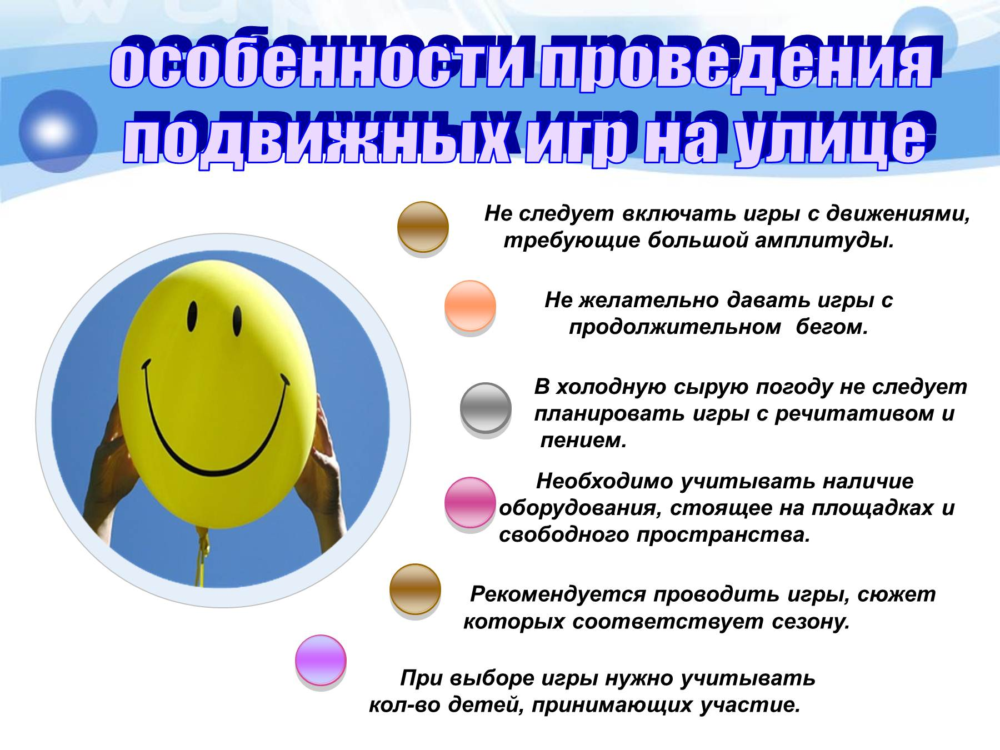 особенности проведения
подвижных игр на улице
Не следует включать игры с движениями,
требующие большой амплитуды.
Не желательно давать игры с
продолжительном бегом.
В холодную сырую погоду не следует
планировать игры с речитативом и
пением.
Необходимо учитывать наличие
оборудования, стоящее на площадках и
свободного пространства.
Рекомендуется проводить игры, сюжет
которых соответствует сезону.
При выборе игры нужно учитывать
кол-во детей, принимающих участие.